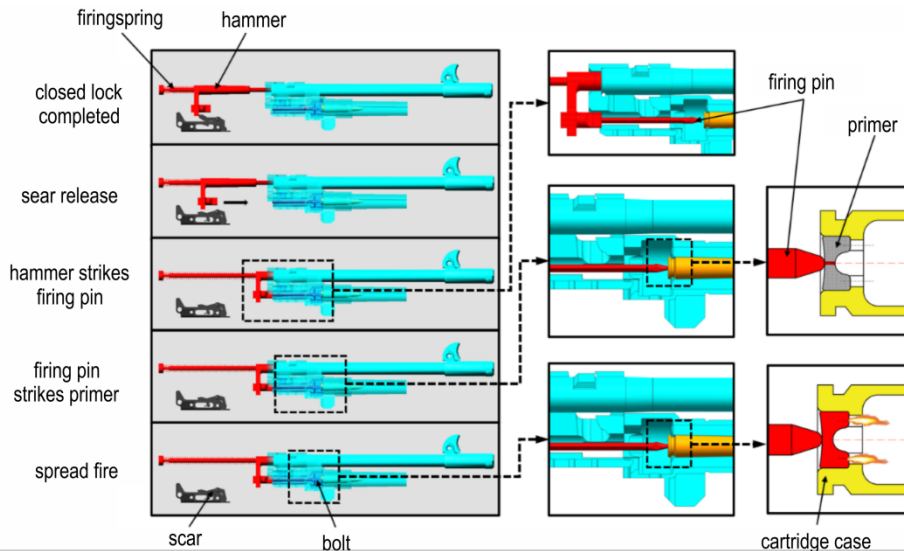 firingspring
hammer
closed lock
completed
firing pin
primer
sear release
hammer strikes
firing pin
firing pin
strikes primer
spread fire
scar
bolt
cartridge case